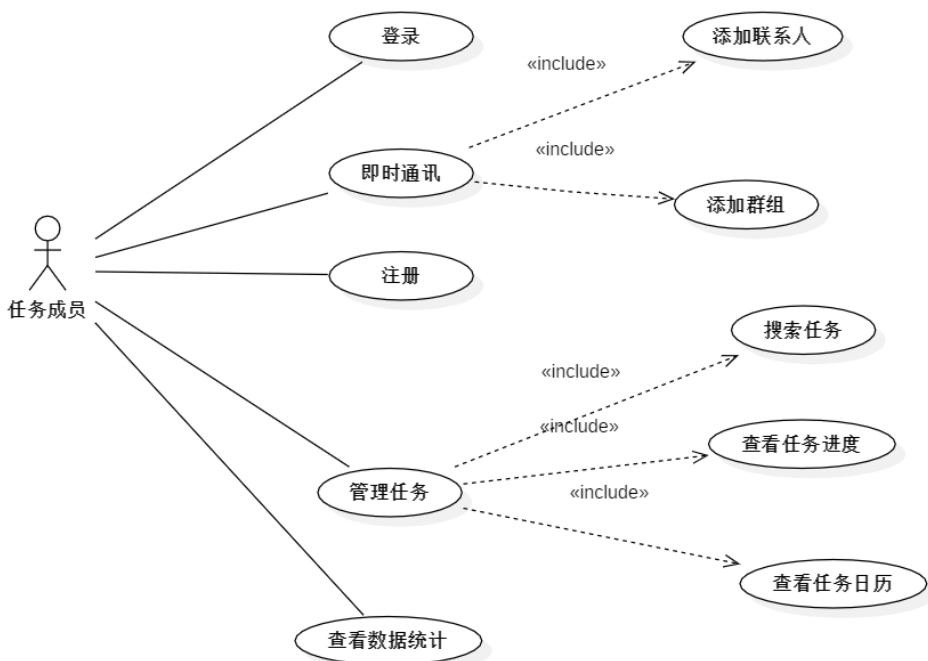 登录
添加联系人
«include»
即时通讯
«include»
添加群组
任务成员
注册
搜索任务
«include»
«include»
查看任务进度
管理任务
«include»
查看任务日历
查看数据统计